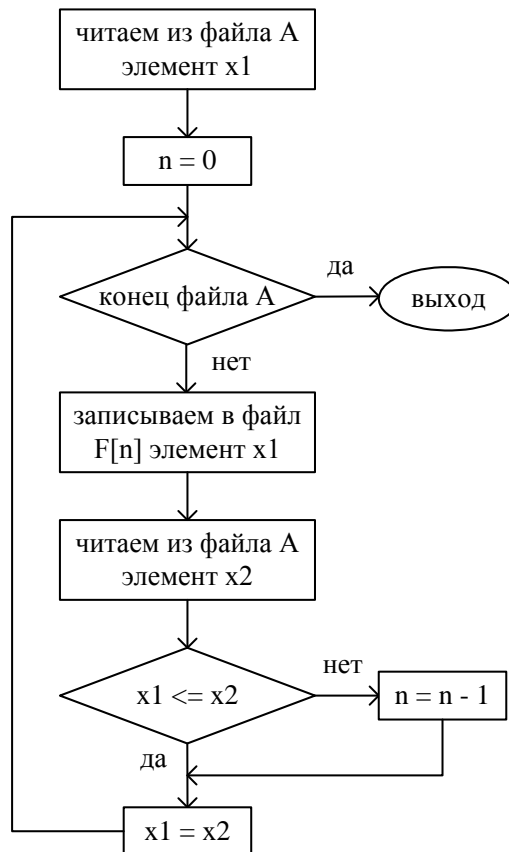 читаем из файла А
элемент x1
n = 0
конец файла А
да
выход
нет
записываем в файл
F[n] элемент x1
читаем из файла А
элемент x2
x1 <= x2
нет
n = n - 1
да
x1 = x2